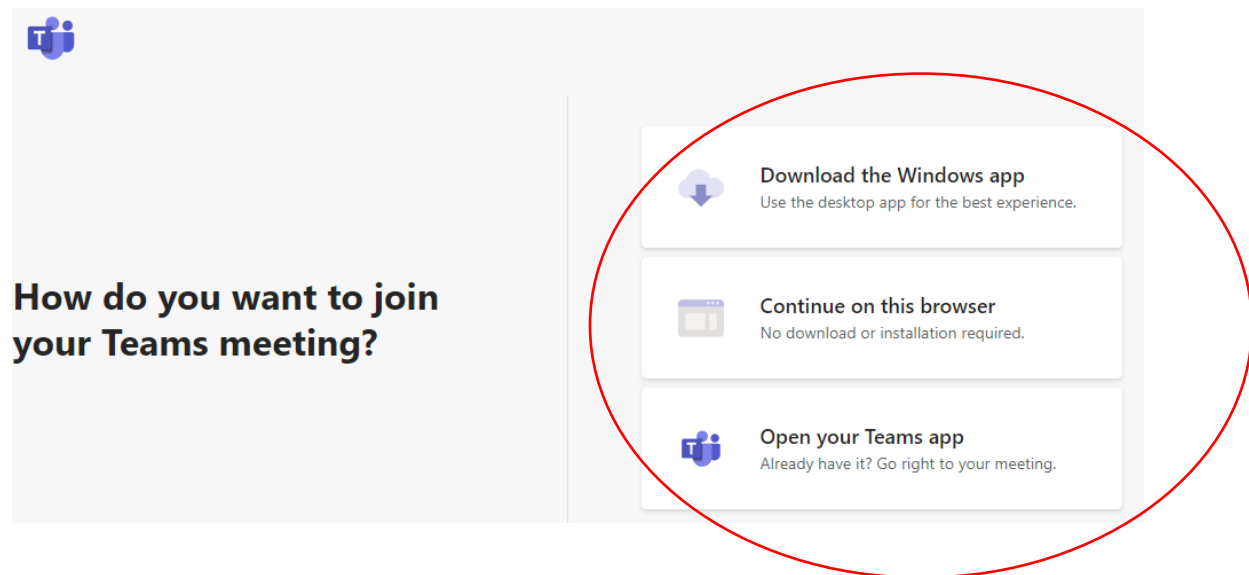 T
How do you want to join
your Teams meeting?
Download the Windows app
Use the desktop app for the best experience.
Continue on this browser
No download or installation required.
T
Open your Teams app
Already have it? Go right to your meeting.